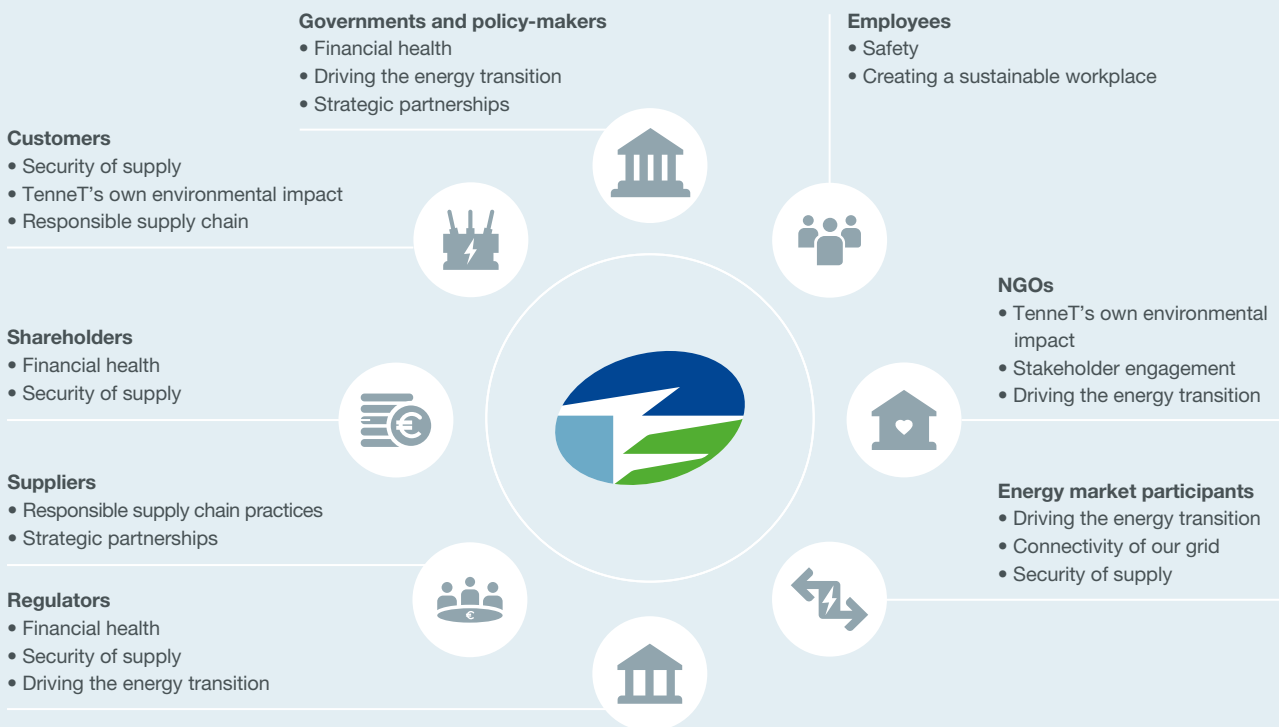 Governments and policy-makers
• Financial health
• Driving the energy transition
• Strategic partnerships
Employees
• Safety
• Creating a sustainable workplace
Customers
• Security of supply
• TenneT’s own environmental impact
• Responsible supply chain
NGOs
• TenneT’s own environmental
impact
• Stakeholder engagement
• Driving the energy transition
Shareholders
• Financial health
• Security of supply
€
Suppliers
• Responsible supply chain practices
• Strategic partnerships
Energy market participants
• Driving the energy transition
• Connectivity of our grid
• Security of supply
€
Regulators
• Financial health
• Security of supply
• Driving the energy transition